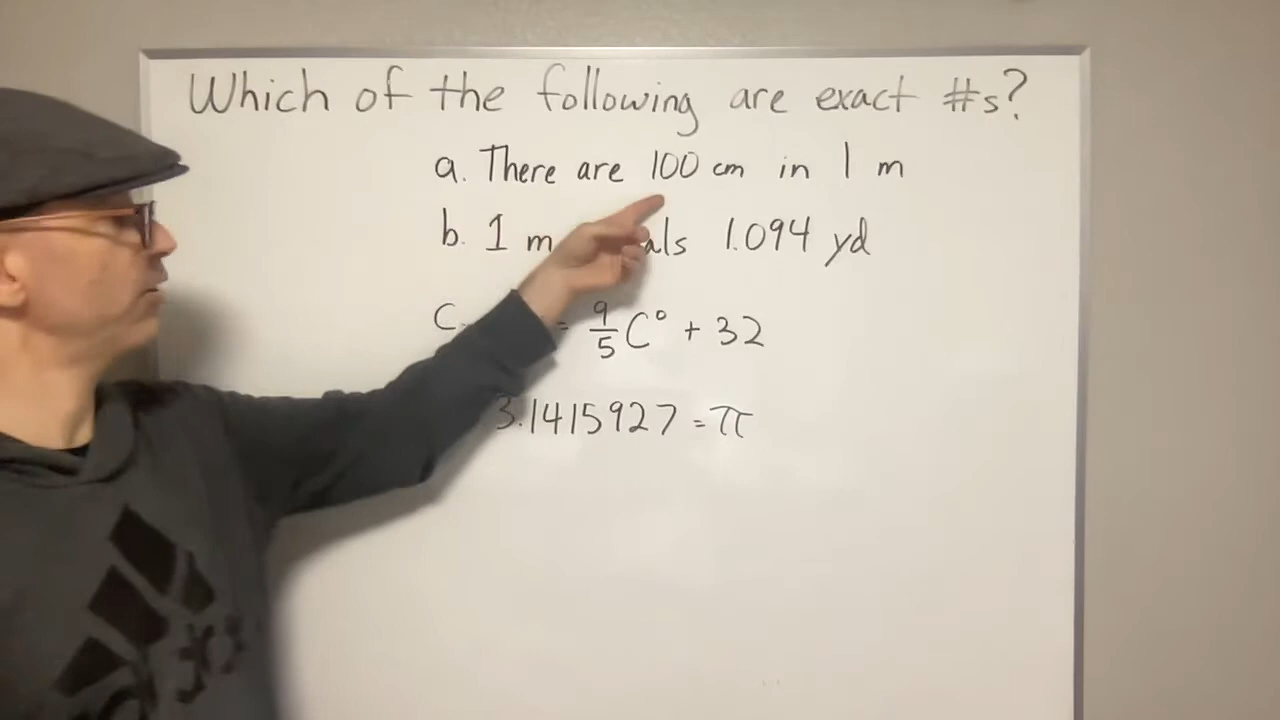 Which of the following are exact #s?
a. There are 100 cm in 1 m
b. 1 m als 1.094 yd
C. = 9/5 C° + 32
3.1415927 = π